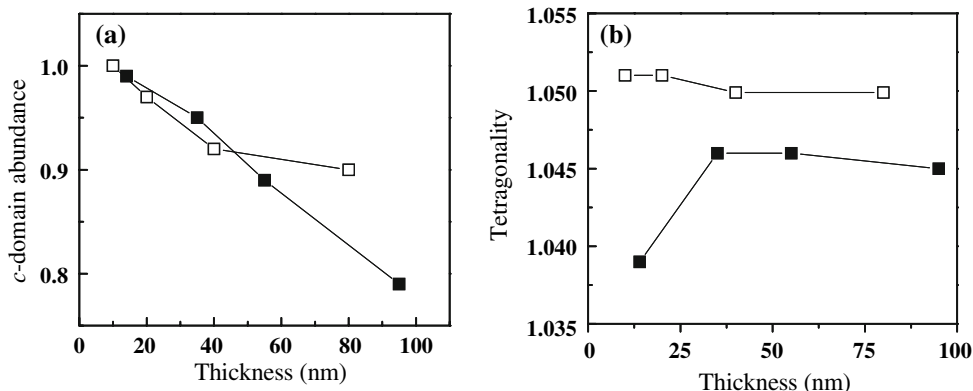 (a)
c-domain abundance
1.0
0.9
0.8
0 20 40 60 80 100
Thickness (nm)
(b)
Tetragonality
1.055
1.050
1.045
1.040
1.035
0 25 50 75 100
Thickness (nm)